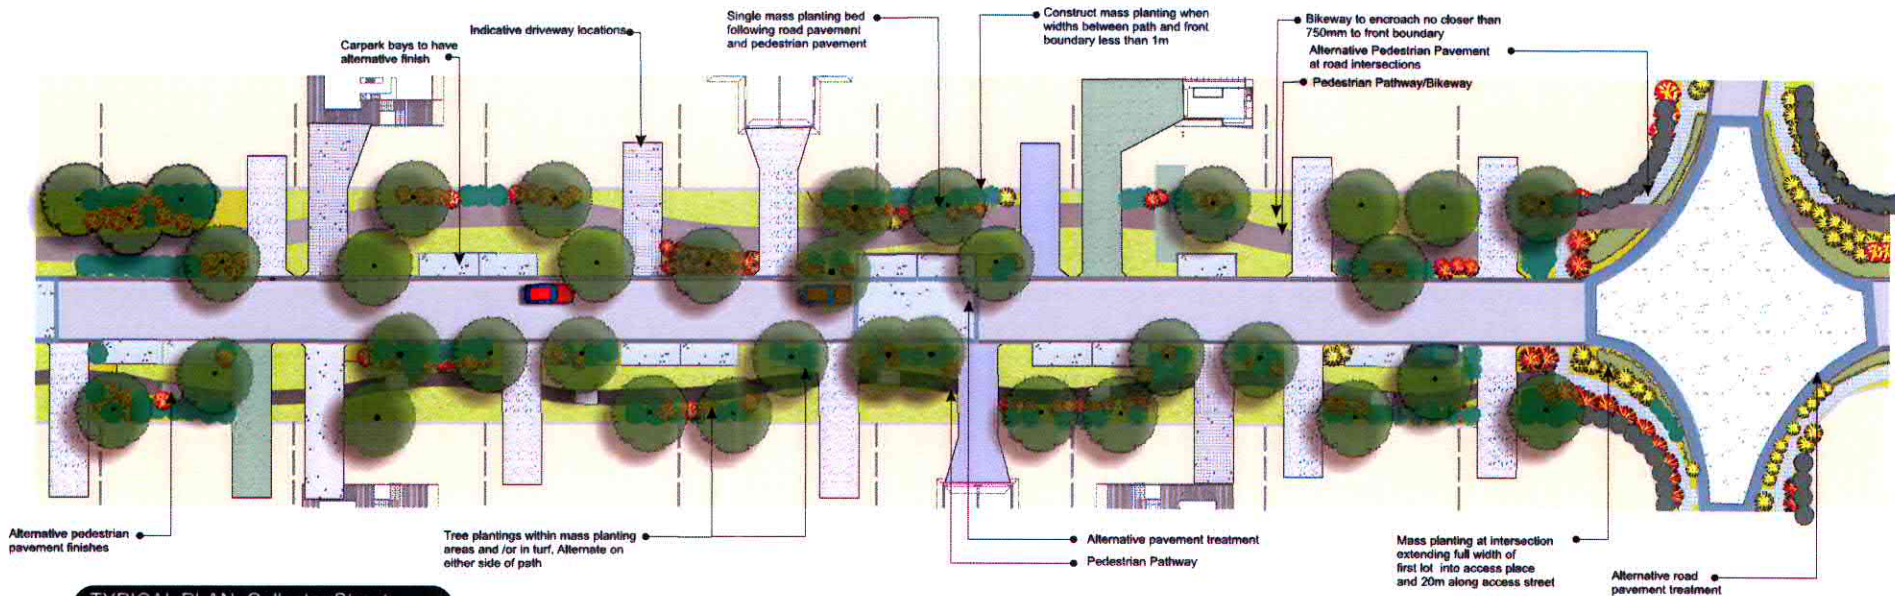 Single mass planting bed
following road pavement
and pedestrian pavement
Construct mass planting when
widths between path and front
boundary less than 1m
Bikeway to encroach no closer than
750mm to front boundary
Indicative driveway locations
Carpark bays to have
alternative finish
Alternative Pedestrian Pavement
at road intersections
Pedestrian Pathway/Bikeway
Alternative pedestrian
pavement finishes
Tree plantings within mass planting
areas and /or in turf, Alternate on
either side of path
Alternative pavement treatment
Pedestrian Pathway
Mass planting at intersection
extending full width of
first lot into access place
and 20m along access street
Alternative road
pavement treatment
TYPICAL PLAN Collector Street